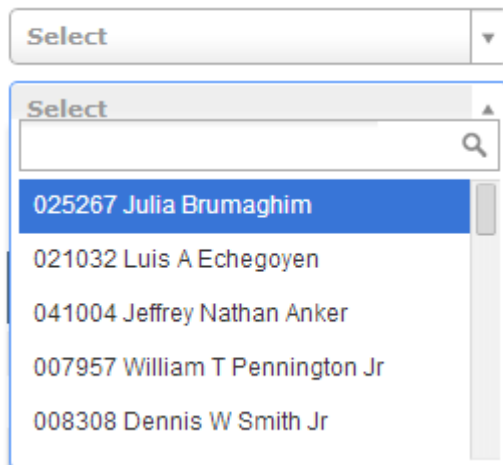 Select
Select
025267 Julia Brumaghim
021032 Luis A Echegoyen
041004 Jeffrey Nathan Anker
007957 William T Pennington Jr
008308 Dennis W Smith Jr